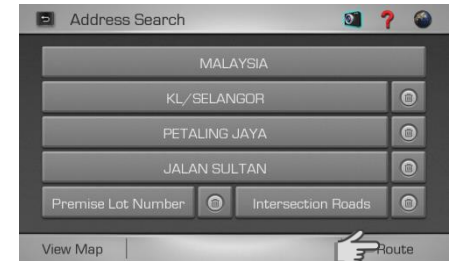 Address Search ?
MALAYSIA
KL/SELANGOR
PETALING JAYA
JALAN SULTAN
Premise Lot Number Intersection Roads
View Map Route